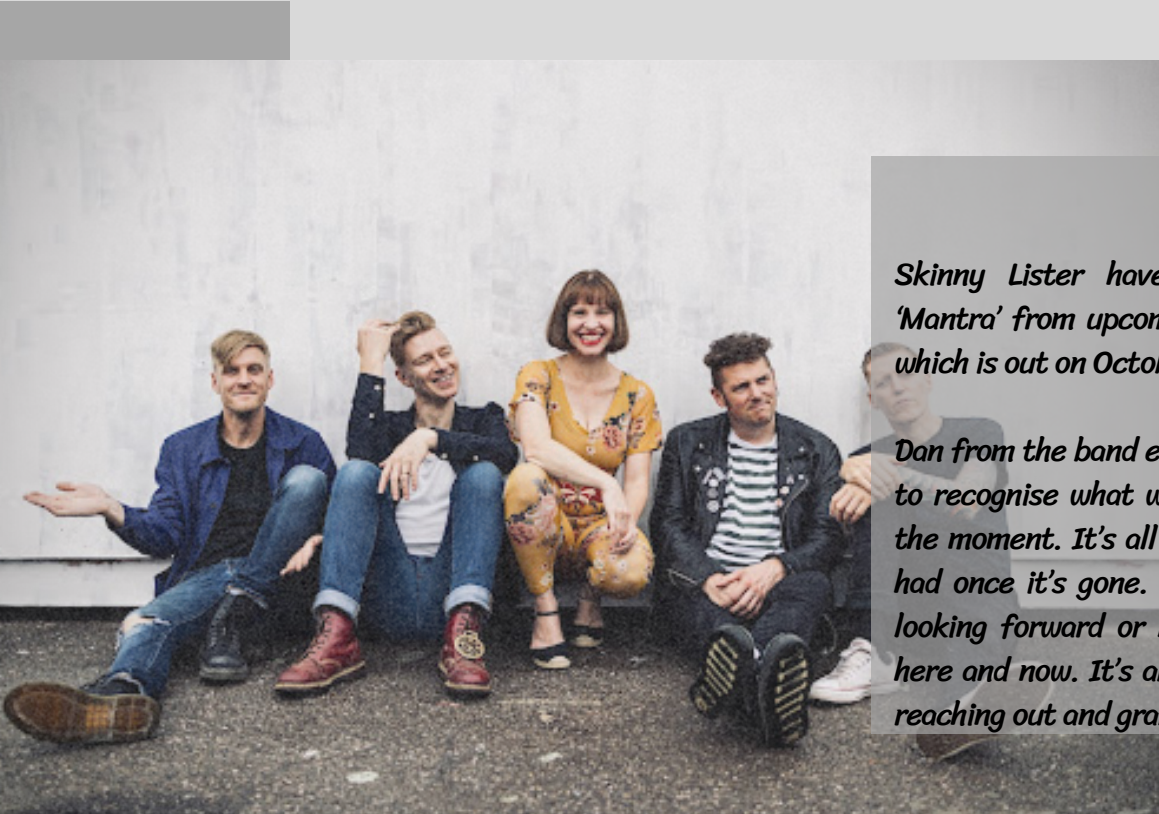 Skinny Lister have
‘Mantra’ from upcom
which is out on Octo
Dan from the band e
to recognise what w
the moment. It’s all
had once it’s gone.
looking forward or
here and now. It’s a
reaching out and gra